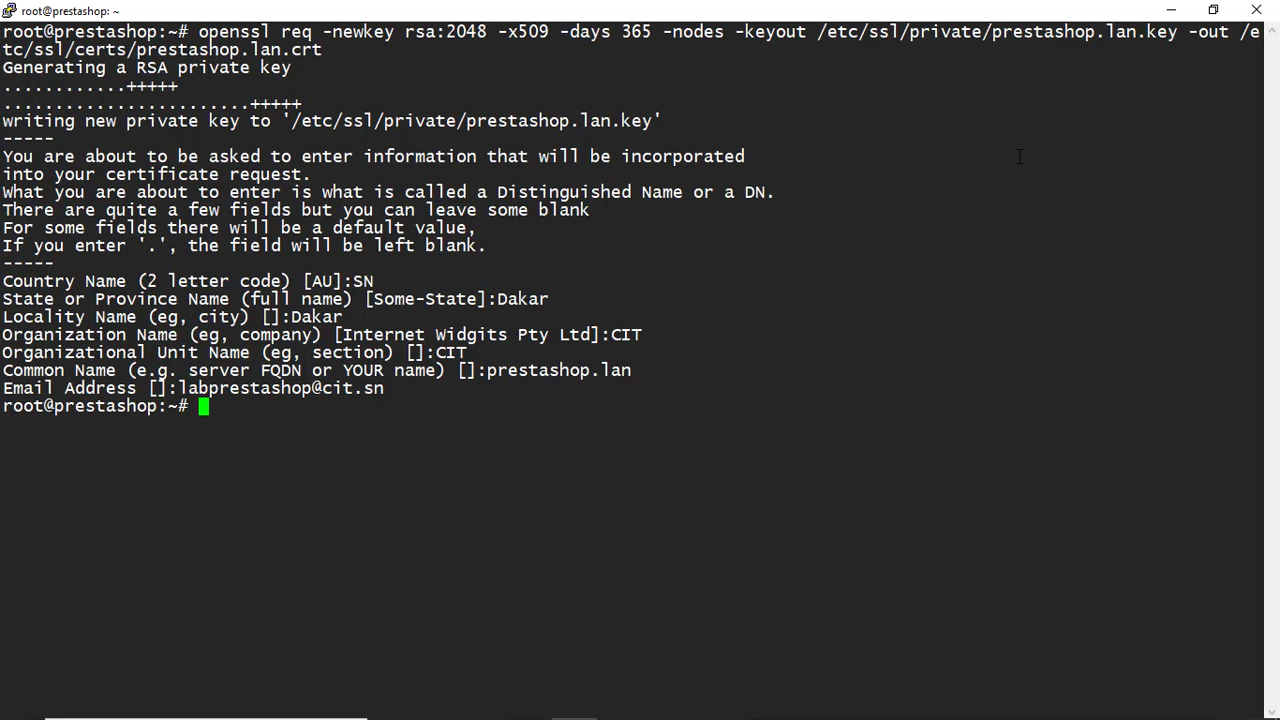 root@prestashop: ~
root@prestashop:~# openssl req -newkey rsa:2048 -x509 -days 365 -nodes -keyout /etc/ssl/private/prestashop.lan.key -out /e
tc/ssl/certs/prestashop.lan.crt
Generating a RSA private key
............+++++
........................+++++
writing new private key to '/etc/ssl/private/prestashop.lan.key'
-----
You are about to be asked to enter information that will be incorporated
into your certificate request.
What you are about to enter is what is called a Distinguished Name or a DN.
There are quite a few fields but you can leave some blank
For some fields there will be a default value,
If you enter '.', the field will be left blank.
-----
Country Name (2 letter code) [AU]:SN
State or Province Name (full name) [Some-State]:Dakar
Locality Name (eg, city) []:Dakar
Organization Name (eg, company) [Internet Widgits Pty Ltd]:CIT
Organizational Unit Name (eg, section) []:CIT
Common Name (e.g. server FQDN or YOUR name) []:prestashop.lan
Email Address []:labprestashop@cit.sn
root@prestashop:~#